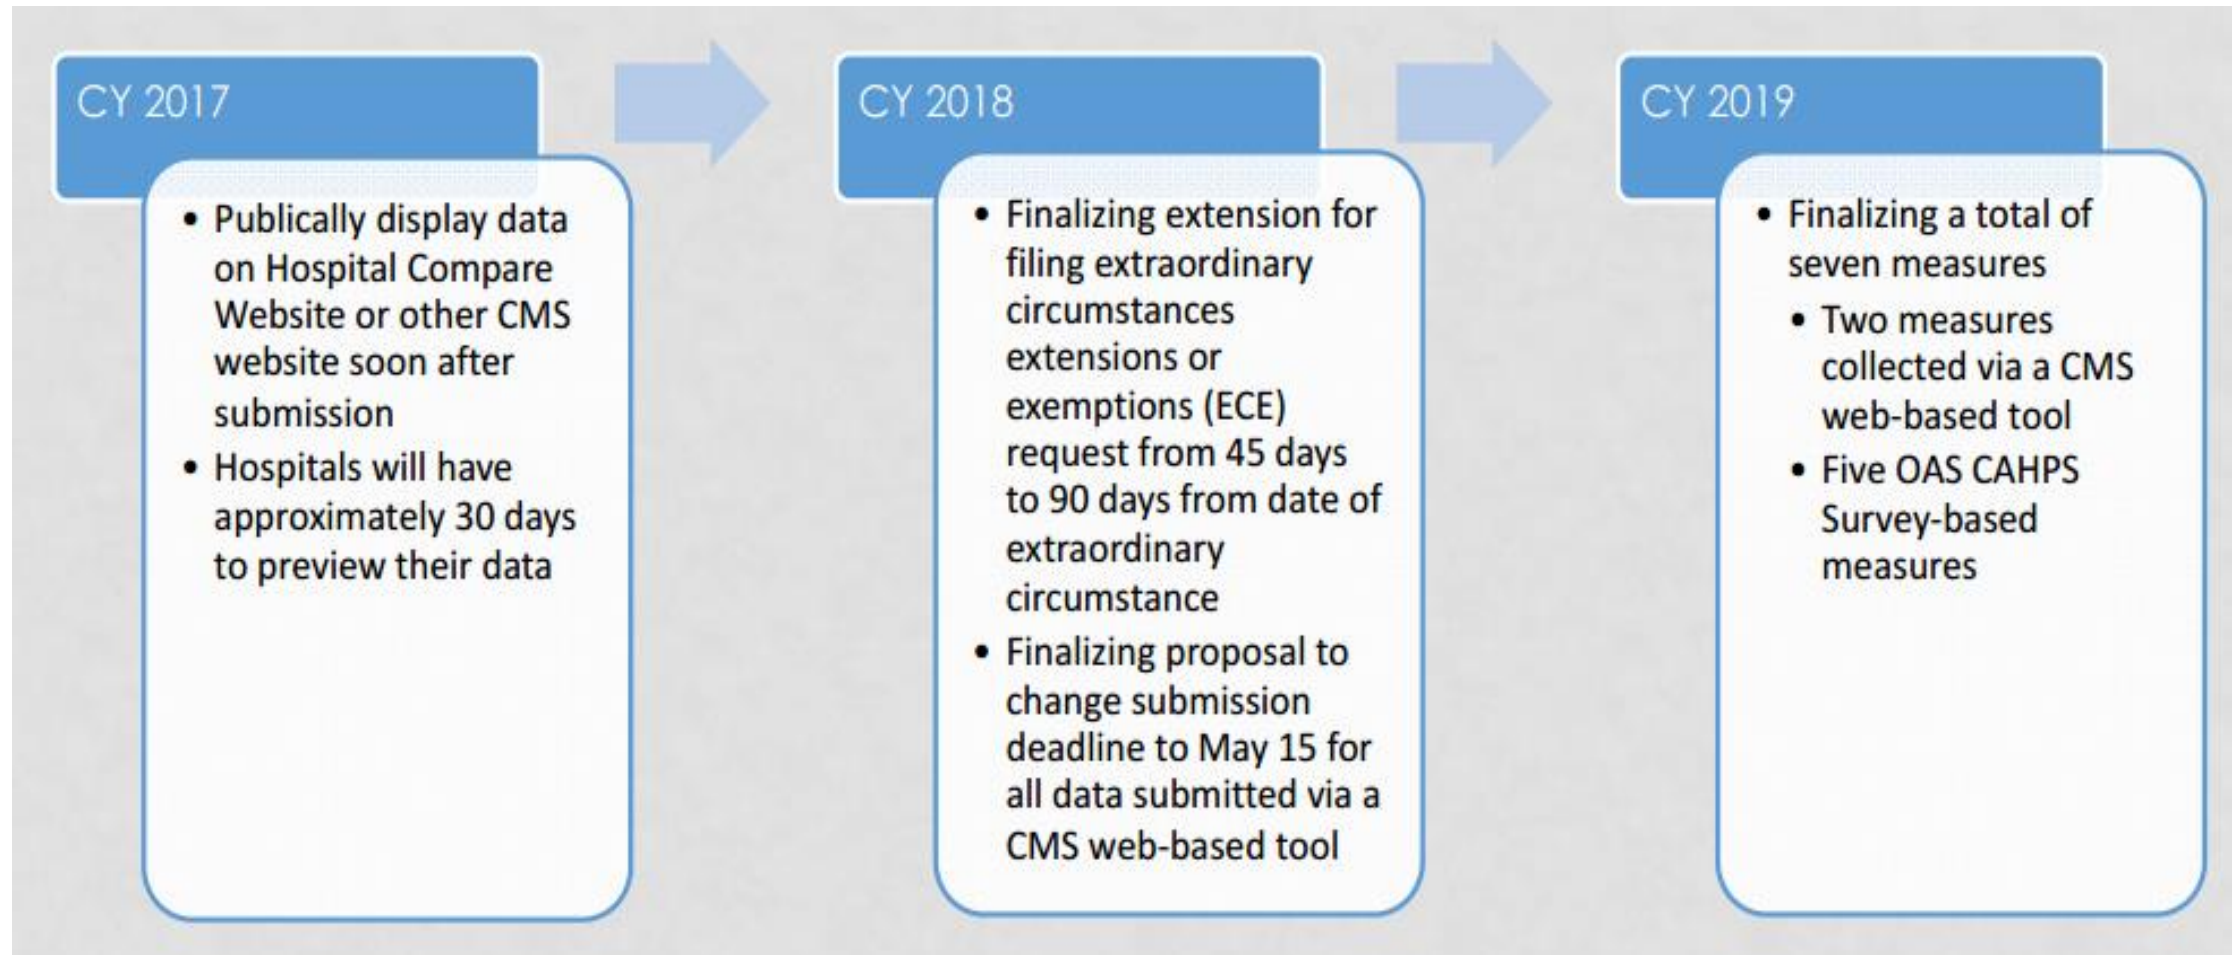 CY 2017
• Publically display data
on Hospital Compare
Website or other CMS
website soon after
submission
• Hospitals will have
approximately 30 days
to preview their data
CY 2018
• Finalizing extension for
filing extraordinary
circumstances
extensions or
exemptions (ECE)
request from 45 days
to 90 days from date of
extraordinary
circumstance
• Finalizing proposal to
change submission
deadline to May 15 for
all data submitted via a
CMS web-based tool
CY 2019
• Finalizing a total of
seven measures
• Two measures
collected via a CMS
web-based tool
• Five OAS CAHPS
Survey-based
measures